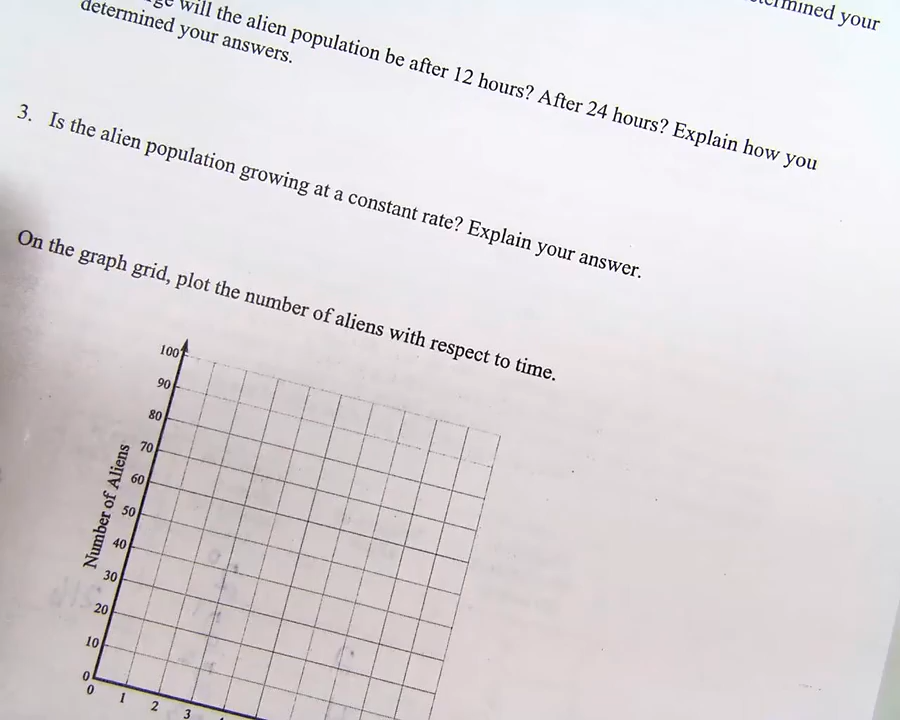 determined your
will the alien population be after 12 hours? After 24 hours? Explain how you
determined your answers.
3. Is the alien population growing at a constant rate? Explain your answer.
On the graph grid, plot the number of aliens with respect to time.
100
90
80
70
60
50
40
30
20
10
0
Number of Aliens
0 1 2 3